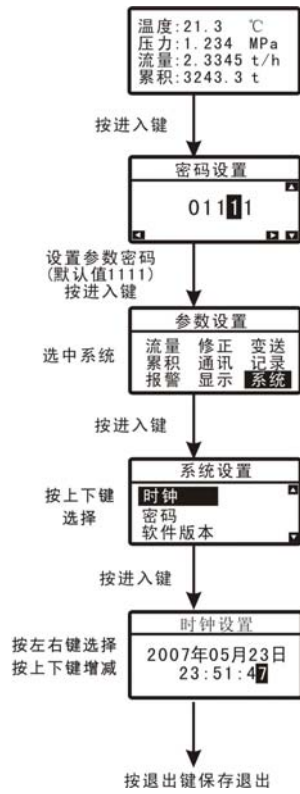 温度:21.3 ℃
压力:1.234 MPa
流量:2.3345 t/h
累积:3243.3 t
按进入键
密码设置
01111
设置参数密码
(默认值1111)
按进入键
参数设置
选中系统
流量 修正 变送
累积 通讯 记录
报警 显示 系统
按进入键
系统设置
按上下键
选择
时钟
密码
软件版本
按进入键
时钟设置
按左右键选择
按上下键增减
2007年05月23日
23:51:47
按退出键保存退出